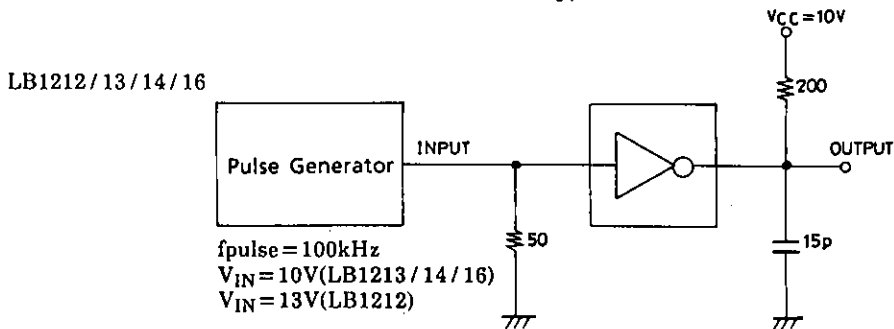 VCC=10V
LB1212/13/14/16
200
INPUT
OUTPUT
Pulse Generator
50
15p
fpulse=100kHz
VIN=10V(LB1213/14/16)
VIN=13V(LB1212)